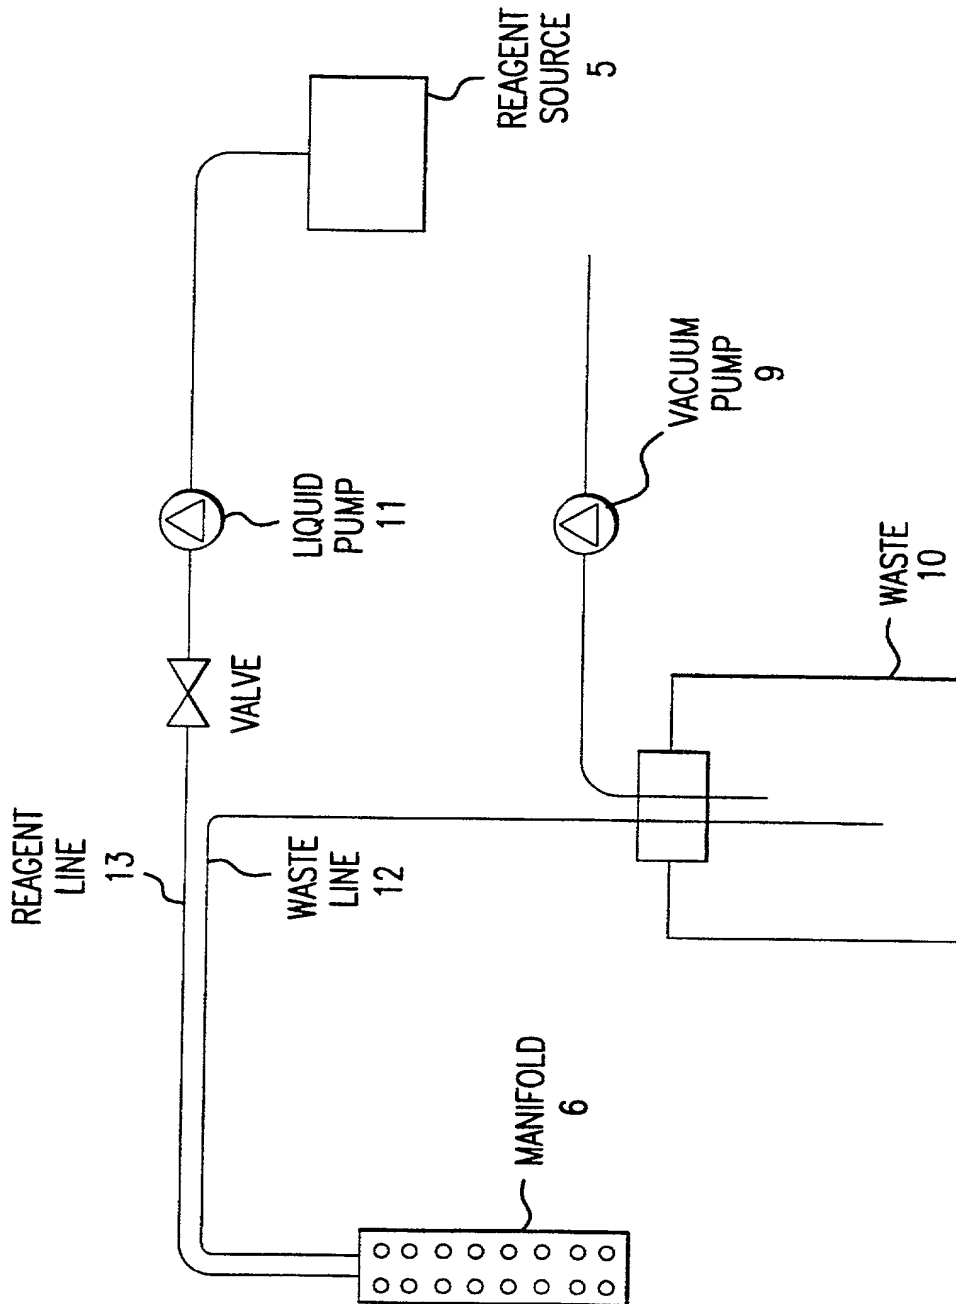 REAGENT
LINE
13
VALVE
LIQUID
PUMP
11
REAGENT
SOURCE
5
WASTE
LINE
12
VACUUM
PUMP
9
MANIFOLD
6
WASTE
10